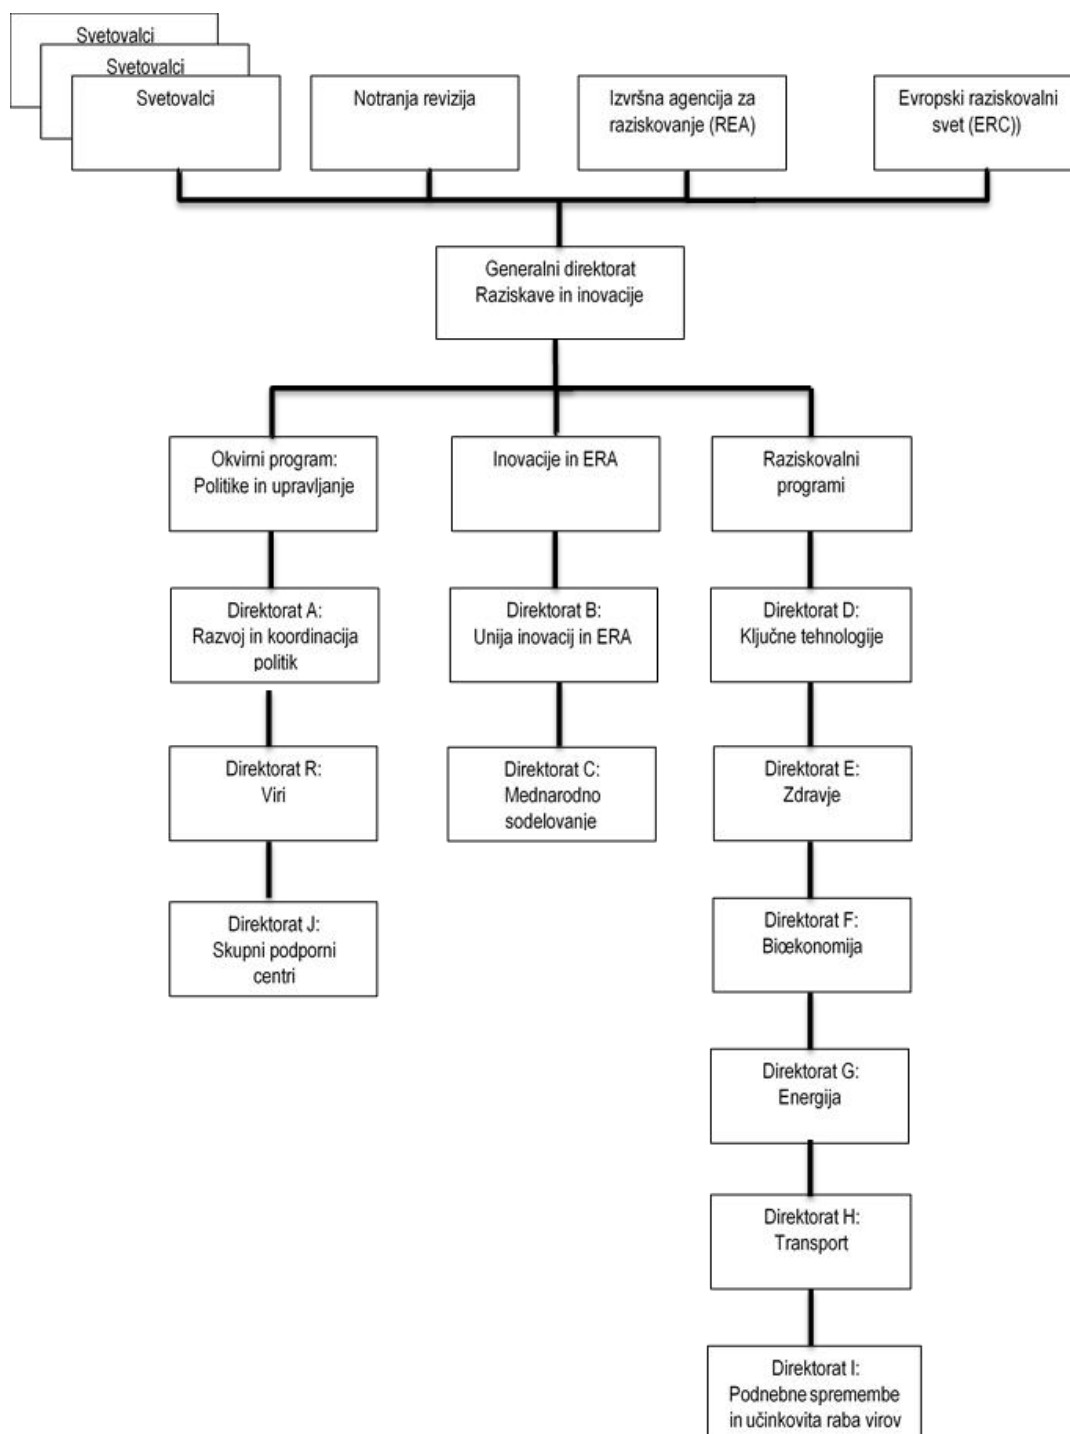 Svetovalci
Svetovalci
Svetovalci
Notranja revizija
Izvršna agencija za
raziskovanje (REA)
Evropski raziskovalni
svet (ERC))
Generalni direktorat
Raziskave in inovacije
Okvirni program:
Politike in upravljanje
Inovacije in ERA
Raziskovalni
programi
Direktorat A:
Razvoj in koordinacija
politik
Direktorat B:
Unija inovacij in ERA
Direktorat D:
Ključne tehnologije
Direktorat R:
Viri
Direktorat C:
Mednarodno
sodelovanje
Direktorat E:
Zdravje
Direktorat J:
Skupni podporni
centri
Direktorat F:
Biœkonomija
Direktorat G:
Energija
Direktorat H:
Transport
Direktorat I:
Podnebne spremembe
in učinkovita raba virov